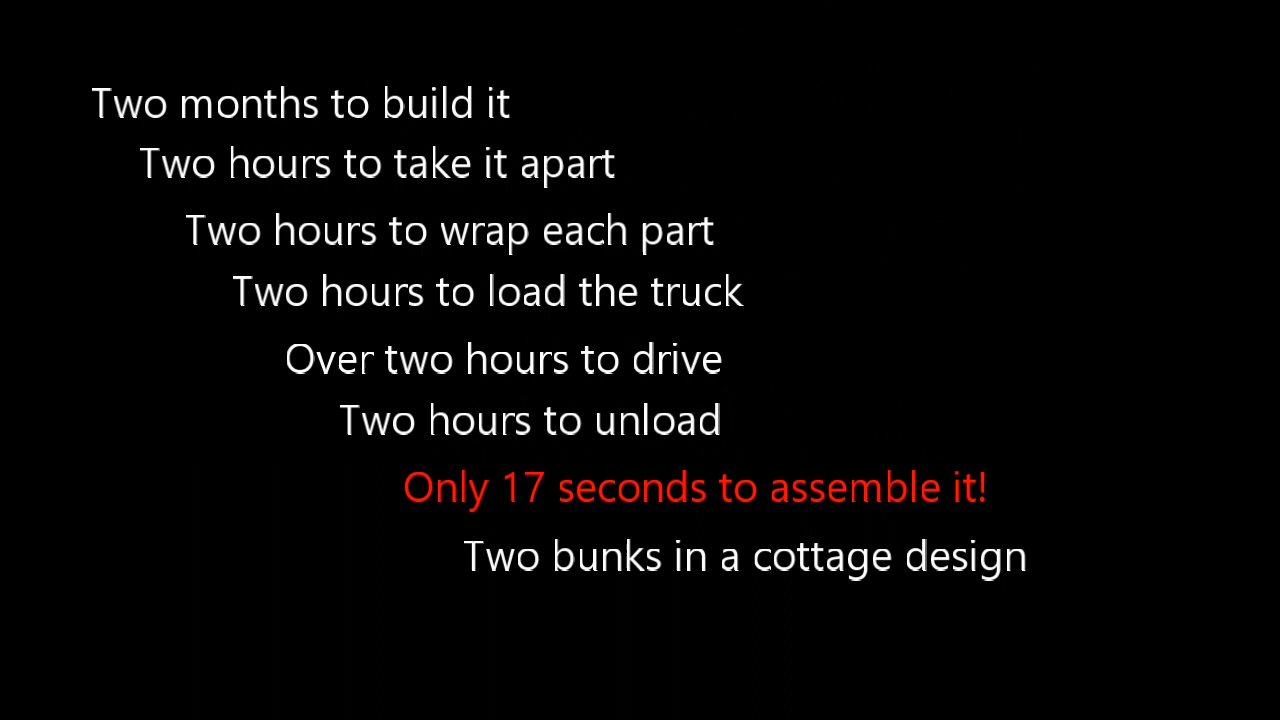 Two months to build it
Two hours to take it apart
Two hours to wrap each part
Two hours to load the truck
Over two hours to drive
Two hours to unload
Only 17 seconds to assemble it!
Two bunks in a cottage design